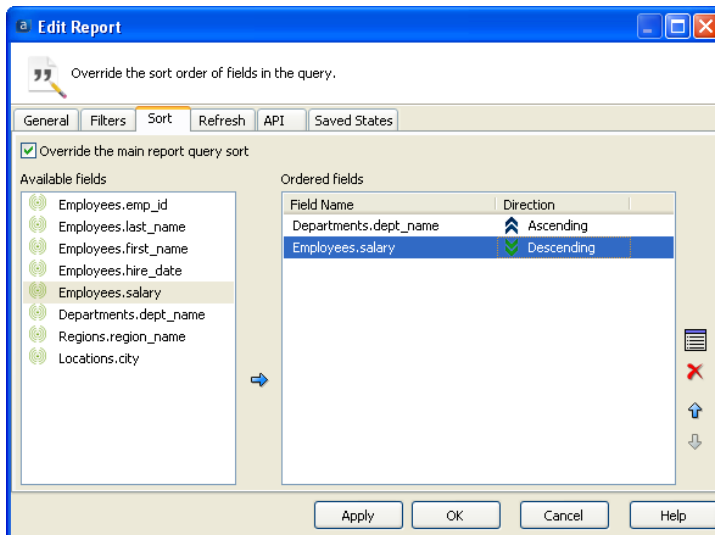 Edit Report
Override the sort order of fields in the query.
General Filters Sort Refresh API Saved States
Override the main report query sort
Available fields Ordered fields
Field Name Direction
Employees.emp_id
Employees.last_name
Employees.first_name
Employees.hire_date
Employees.salary
Departments.dept_name
Regions.region_name
Locations.city
Departments.dept_name Ascending
Employees.salary Descending
Apply OK Cancel Help